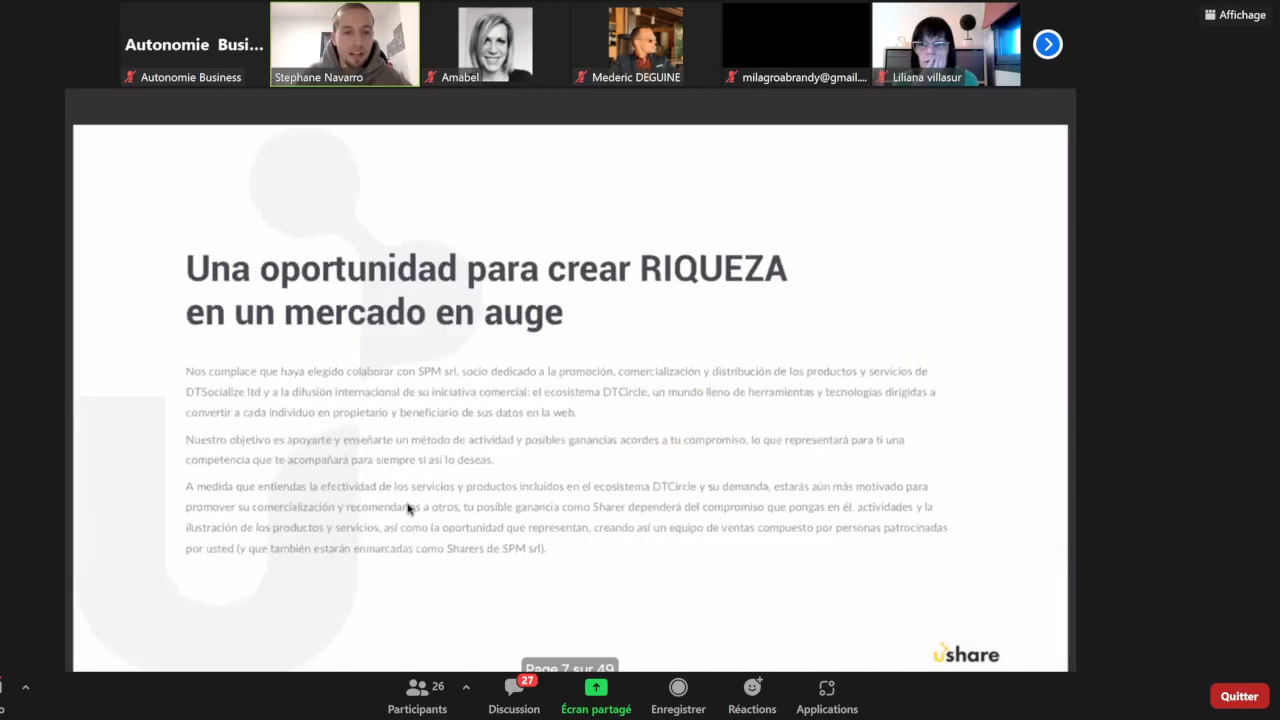 Autonomie Busi...
Autonomie Business
Stephane Navarro
Amabel
Mederic DEGUINE
milagroabrandy@gmail....
Liliana villasur
Affichage
Una oportunidad para crear RIQUEZA
en un mercado en auge
Nos complace que haya elegido colaborar con SPM srl, socio dedicado a la promoción, comercialización y distribución de los productos y servicios de
DTSocialize ltd y a la difusión internacional de su iniciativa comercial: el ecosistema DTCircle, un mundo lleno de herramientas y tecnologías dirigidas a
convertir a cada individuo en propietario y beneficiario de sus datos en la web.
Nuestro objetivo es apoyarte y enseñarte un método de actividad y posibles ganancias acordes a tu compromiso, lo que representará para ti una
competencia que te acompañará para siempre si así lo deseas.
A medida que entiendas la efectividad de los servicios y productos incluidos en el ecosistema DTCircle y su demanda, estarás aún más motivado para
promover su comercialización y recomendarlos a otros, tu posible ganancia como Sharer dependerá del compromiso que pongas en él. actividades y la
ilustración de los productos y servicios, así como la oportunidad que representan, creando así un equipo de ventas compuesto por personas patrocinadas
por usted (y que también estarán enmarcadas como Sharers de SPM srl).
ushare
Page 7 sur 49
26
27
Participants
Discussion
Écran partagé
Enregistrer
Réactions
Applications
Quitter